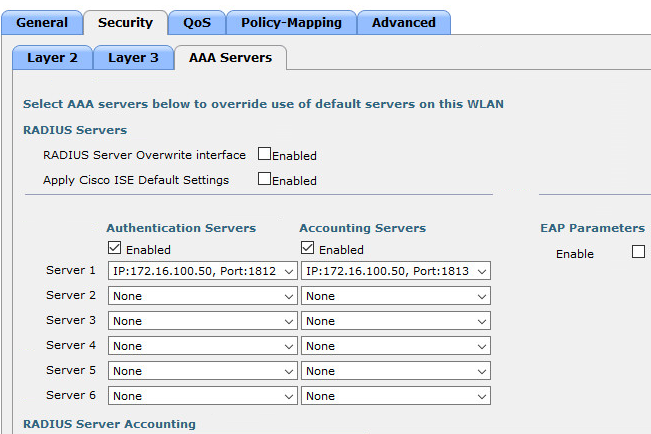 General Security QoS Policy-Mapping Advanced
Layer 2 Layer 3 AAA Servers
Select AAA servers below to override use of default servers on this WLAN
RADIUS Servers
RADIUS Server Overwrite interface Enabled
Apply Cisco ISE Default Settings Enabled
Authentication Servers Accounting Servers EAP Parameters
Enabled Enabled Enable
Server 1 IP:172.16.100.50, Port:1812 IP:172.16.100.50, Port:1813
Server 2 None None
Server 3 None None
Server 4 None None
Server 5 None None
Server 6 None None
RADIUS Server Accounting